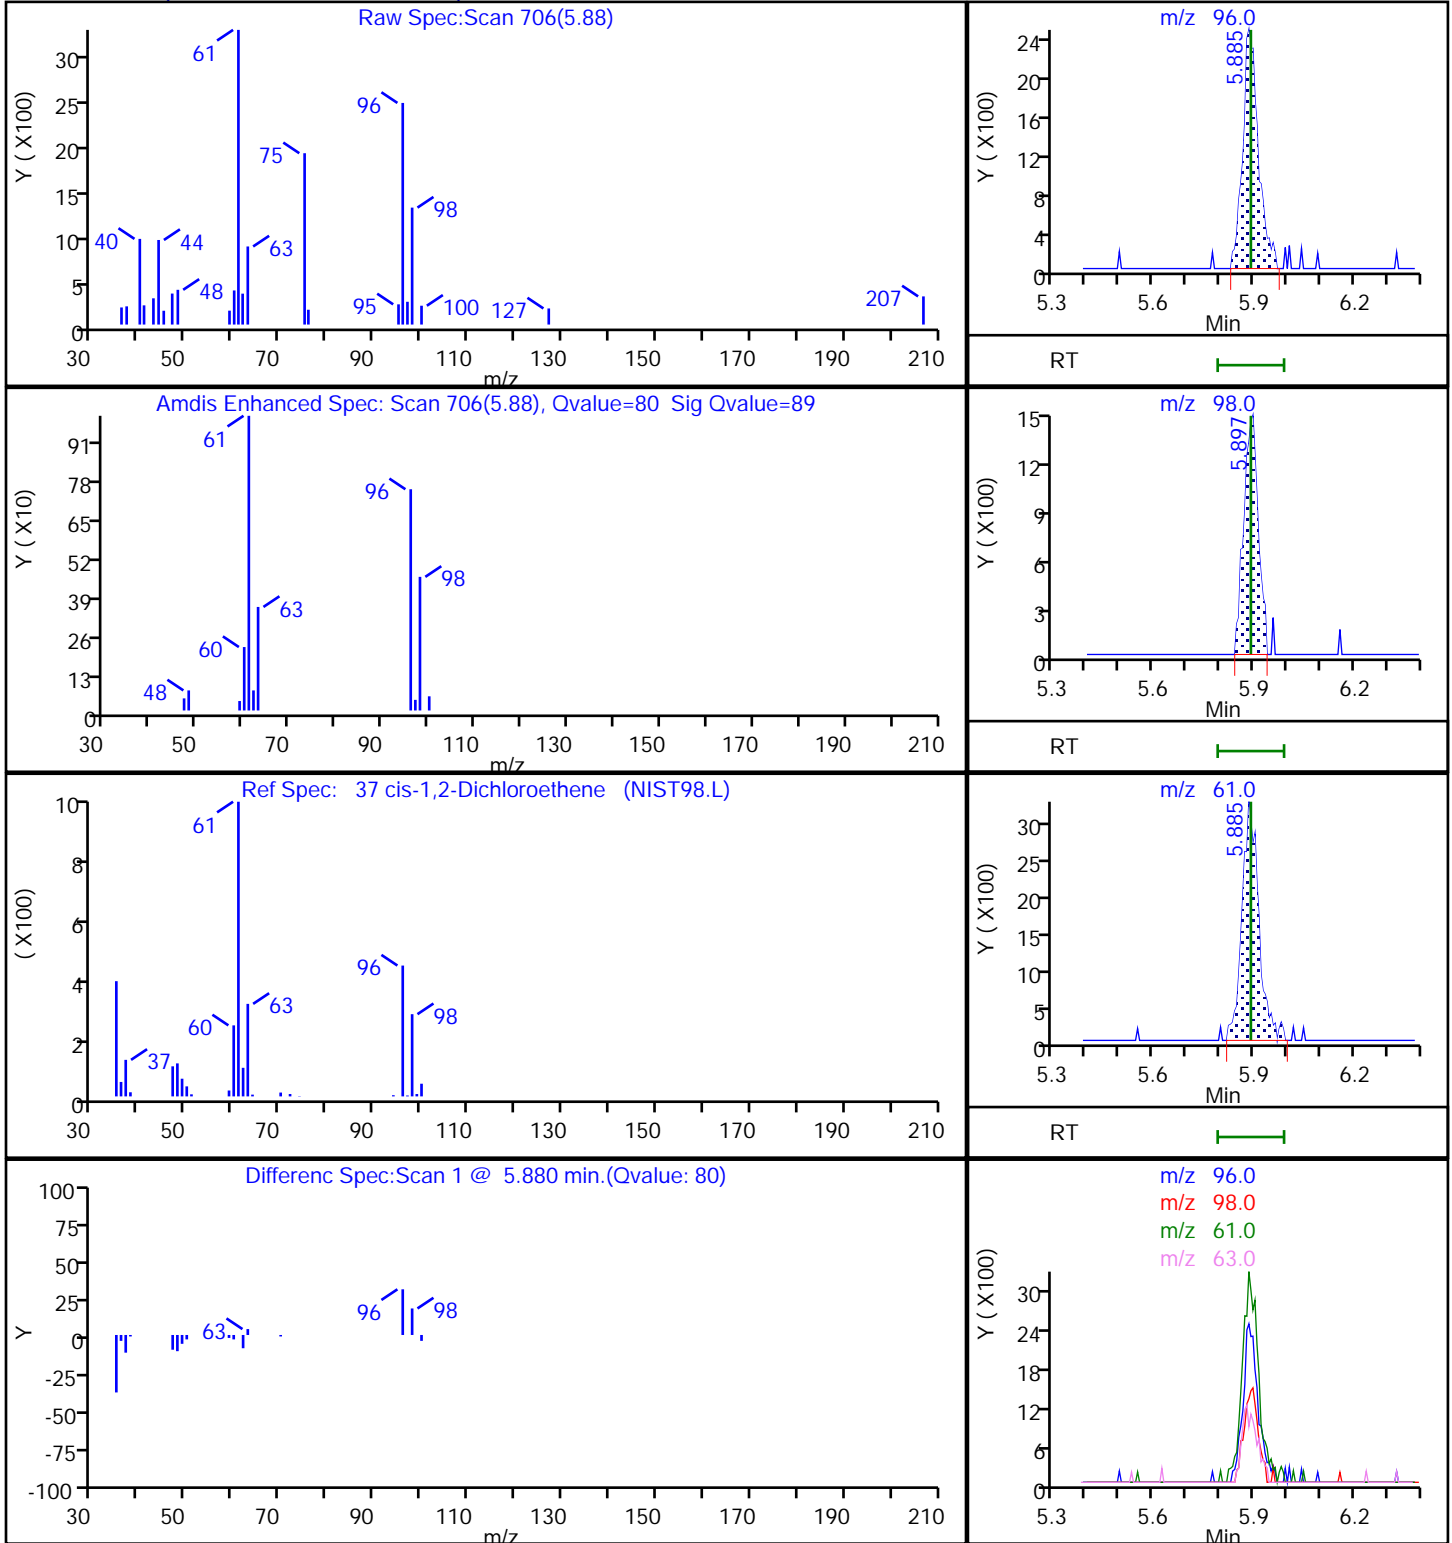 Raw Spec:Scan 706(5.88)
Y ( X100)
30
25
20
15
10
5
0
61
96
75
98
40
44
63
48
95
100
127
207
30 50 70 90 110 130 150 170 190 210
m/z
m/z 96.0
Y ( X100)
24
20
16
12
8
4
0
5.885
5.3 5.6 5.9 6.2
Min
RT
Amdis Enhanced Spec: Scan 706(5.88), Qvalue=80 Sig Qvalue=89
Y ( X10)
91
78
65
52
39
26
13
0
61
96
98
63
60
48
30 50 70 90 110 130 150 170 190 210
m/z
m/z 98.0
Y ( X100)
15
12
9
6
3
0
5.897
5.3 5.6 5.9 6.2
Min
RT
Ref Spec: 37 cis-1,2-Dichloroethene (NIST98.L)
( X100)
10
8
6
4
2
0
61
96
63
98
60
37
30 50 70 90 110 130 150 170 190 210
m/z 61.0
Y ( X100)
30
25
20
15
10
5
0
5.885
5.3 5.6 5.9 6.2
Min
RT
Differenc Spec:Scan 1 @ 5.880 min.(Qvalue: 80)
Y
100
75
50
25
0
-25
-50
-75
-100
63
96
98
30 50 70 90 110 130 150 170 190 210
m/z
m/z 96.0
m/z 98.0
m/z 61.0
m/z 63.0
Y ( X100)
30
24
18
12
6
0
5.3 5.6 5.9 6.2
Min